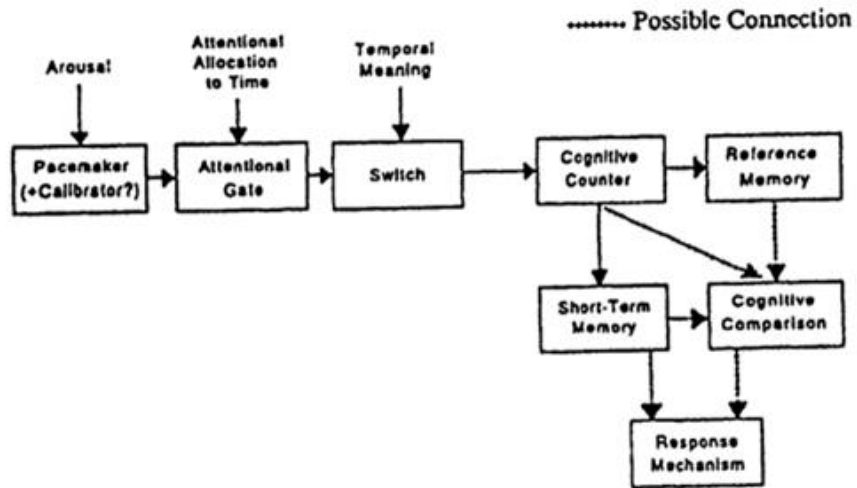 Possible Connection
Arousal
Attentional
Allocation
to Time
Temporal
Meaning
Pacemaker
(+Calibrator?)
Attentional
Gate
Switch
Cognitive
Counter
Reference
Memory
Short-Term
Memory
Cognitive
Comparison
Response
Mechanism